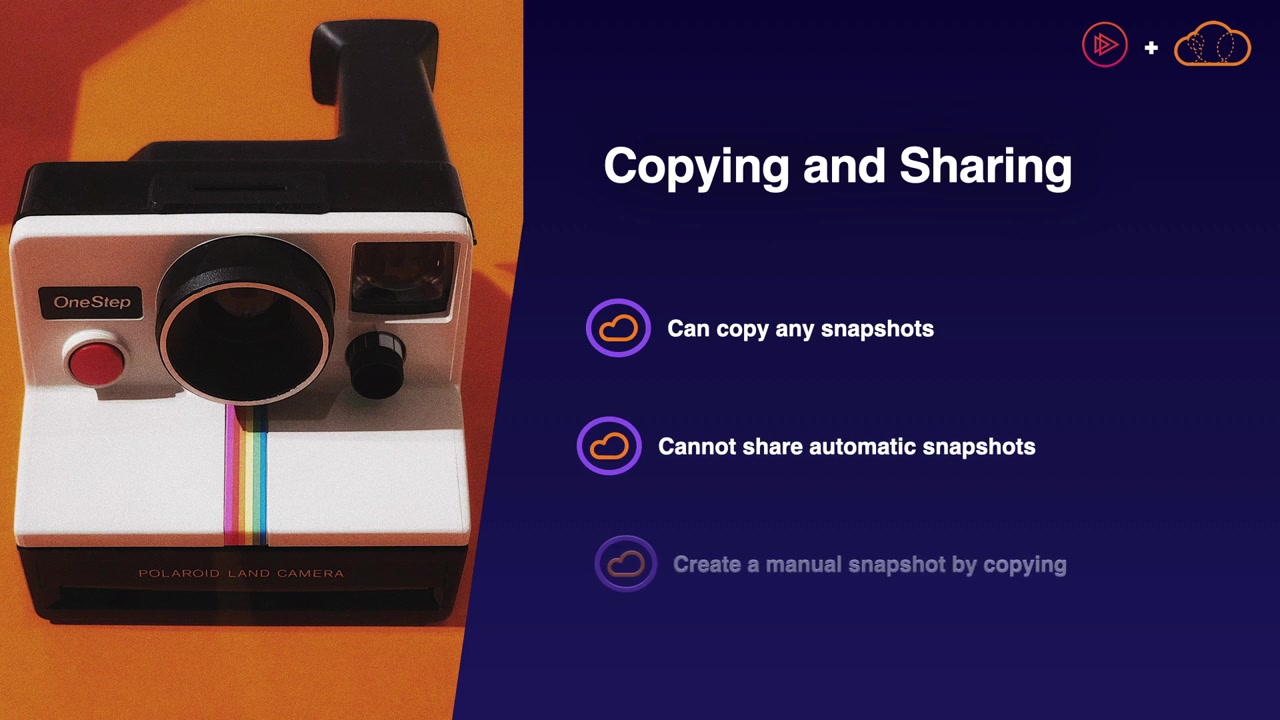 OneStep
POLAROID LAND CAMERA
+
Copying and Sharing
Can copy any snapshots
Cannot share automatic snapshots
Create a manual snapshot by copying